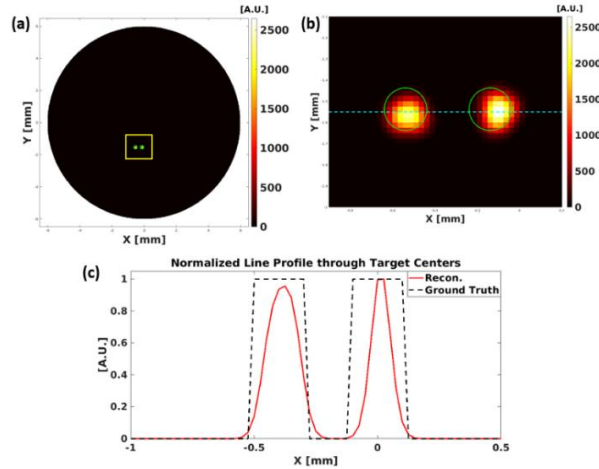 (a)
[A.U.]
2500
2000
1500
1000
500
0
Y [mm]
X [mm]
(b)
[A.U.]
2500
2000
1500
1000
500
0
Y [mm]
X [mm]
(c)
Normalized Line Profile through Target Centers
Recon.
Ground Truth
1
0.8
0.6
0.4
0.2
0
[A.U.]
-1
-0.5
0
0.5
X [mm]